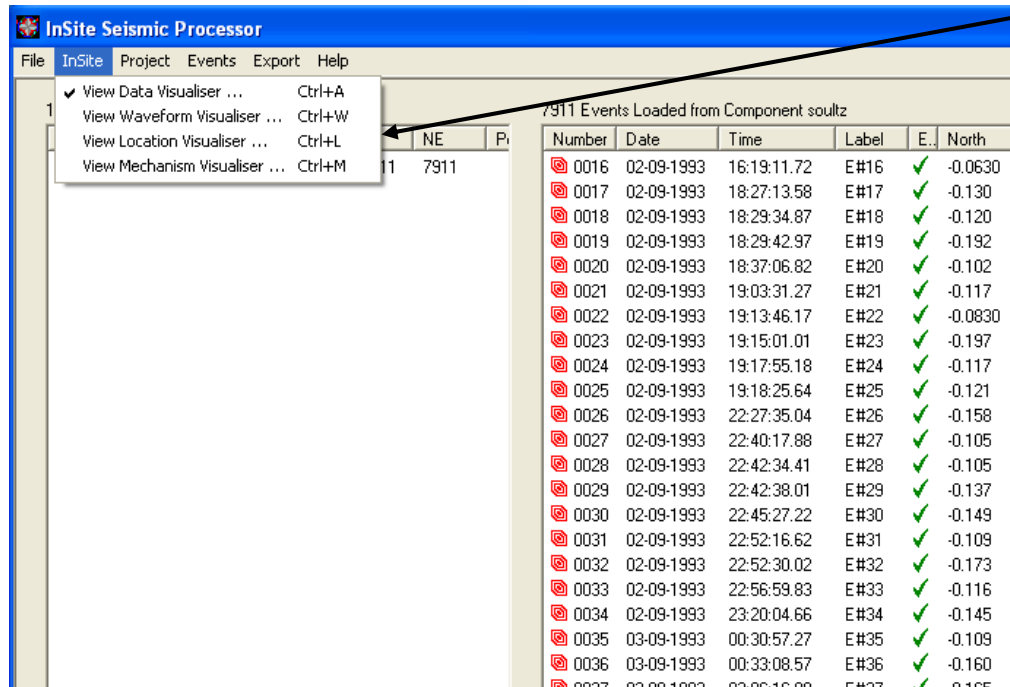 InSite Seismic Processor
File InSite Project Events Export Help
View Data Visualiser ... Ctrl+A
View Waveform Visualiser ... Ctrl+W
View Location Visualiser ... Ctrl+L
View Mechanism Visualiser ... Ctrl+M
1
NE
11 7911
7911 Events Loaded from Component soultz
Number Date Time Label E.. North
0016 02-09-1993 16:19:11.72 E#16 -0.0630
0017 02-09-1993 18:27:13.58 E#17 -0.130
0018 02-09-1993 18:29:34.87 E#18 -0.120
0019 02-09-1993 18:29:42.97 E#19 -0.192
0020 02-09-1993 18:37:06.82 E#20 -0.102
0021 02-09-1993 19:03:31.27 E#21 -0.117
0022 02-09-1993 19:13:46.17 E#22 -0.0830
0023 02-09-1993 19:15:01.01 E#23 -0.197
0024 02-09-1993 19:17:55.18 E#24 -0.117
0025 02-09-1993 19:18:25.64 E#25 -0.121
0026 02-09-1993 22:27:35.04 E#26 -0.158
0027 02-09-1993 22:40:17.88 E#27 -0.105
0028 02-09-1993 22:42:34.41 E#28 -0.105
0029 02-09-1993 22:42:38.01 E#29 -0.137
0030 02-09-1993 22:45:27.22 E#30 -0.149
0031 02-09-1993 22:52:16.62 E#31 -0.109
0032 02-09-1993 22:52:30.02 E#32 -0.173
0033 02-09-1993 22:56:59.83 E#33 -0.116
0034 02-09-1993 23:20:04.66 E#34 -0.145
0035 03-09-1993 00:30:57.27 E#35 -0.109
0036 03-09-1993 00:33:08.57 E#36 -0.160